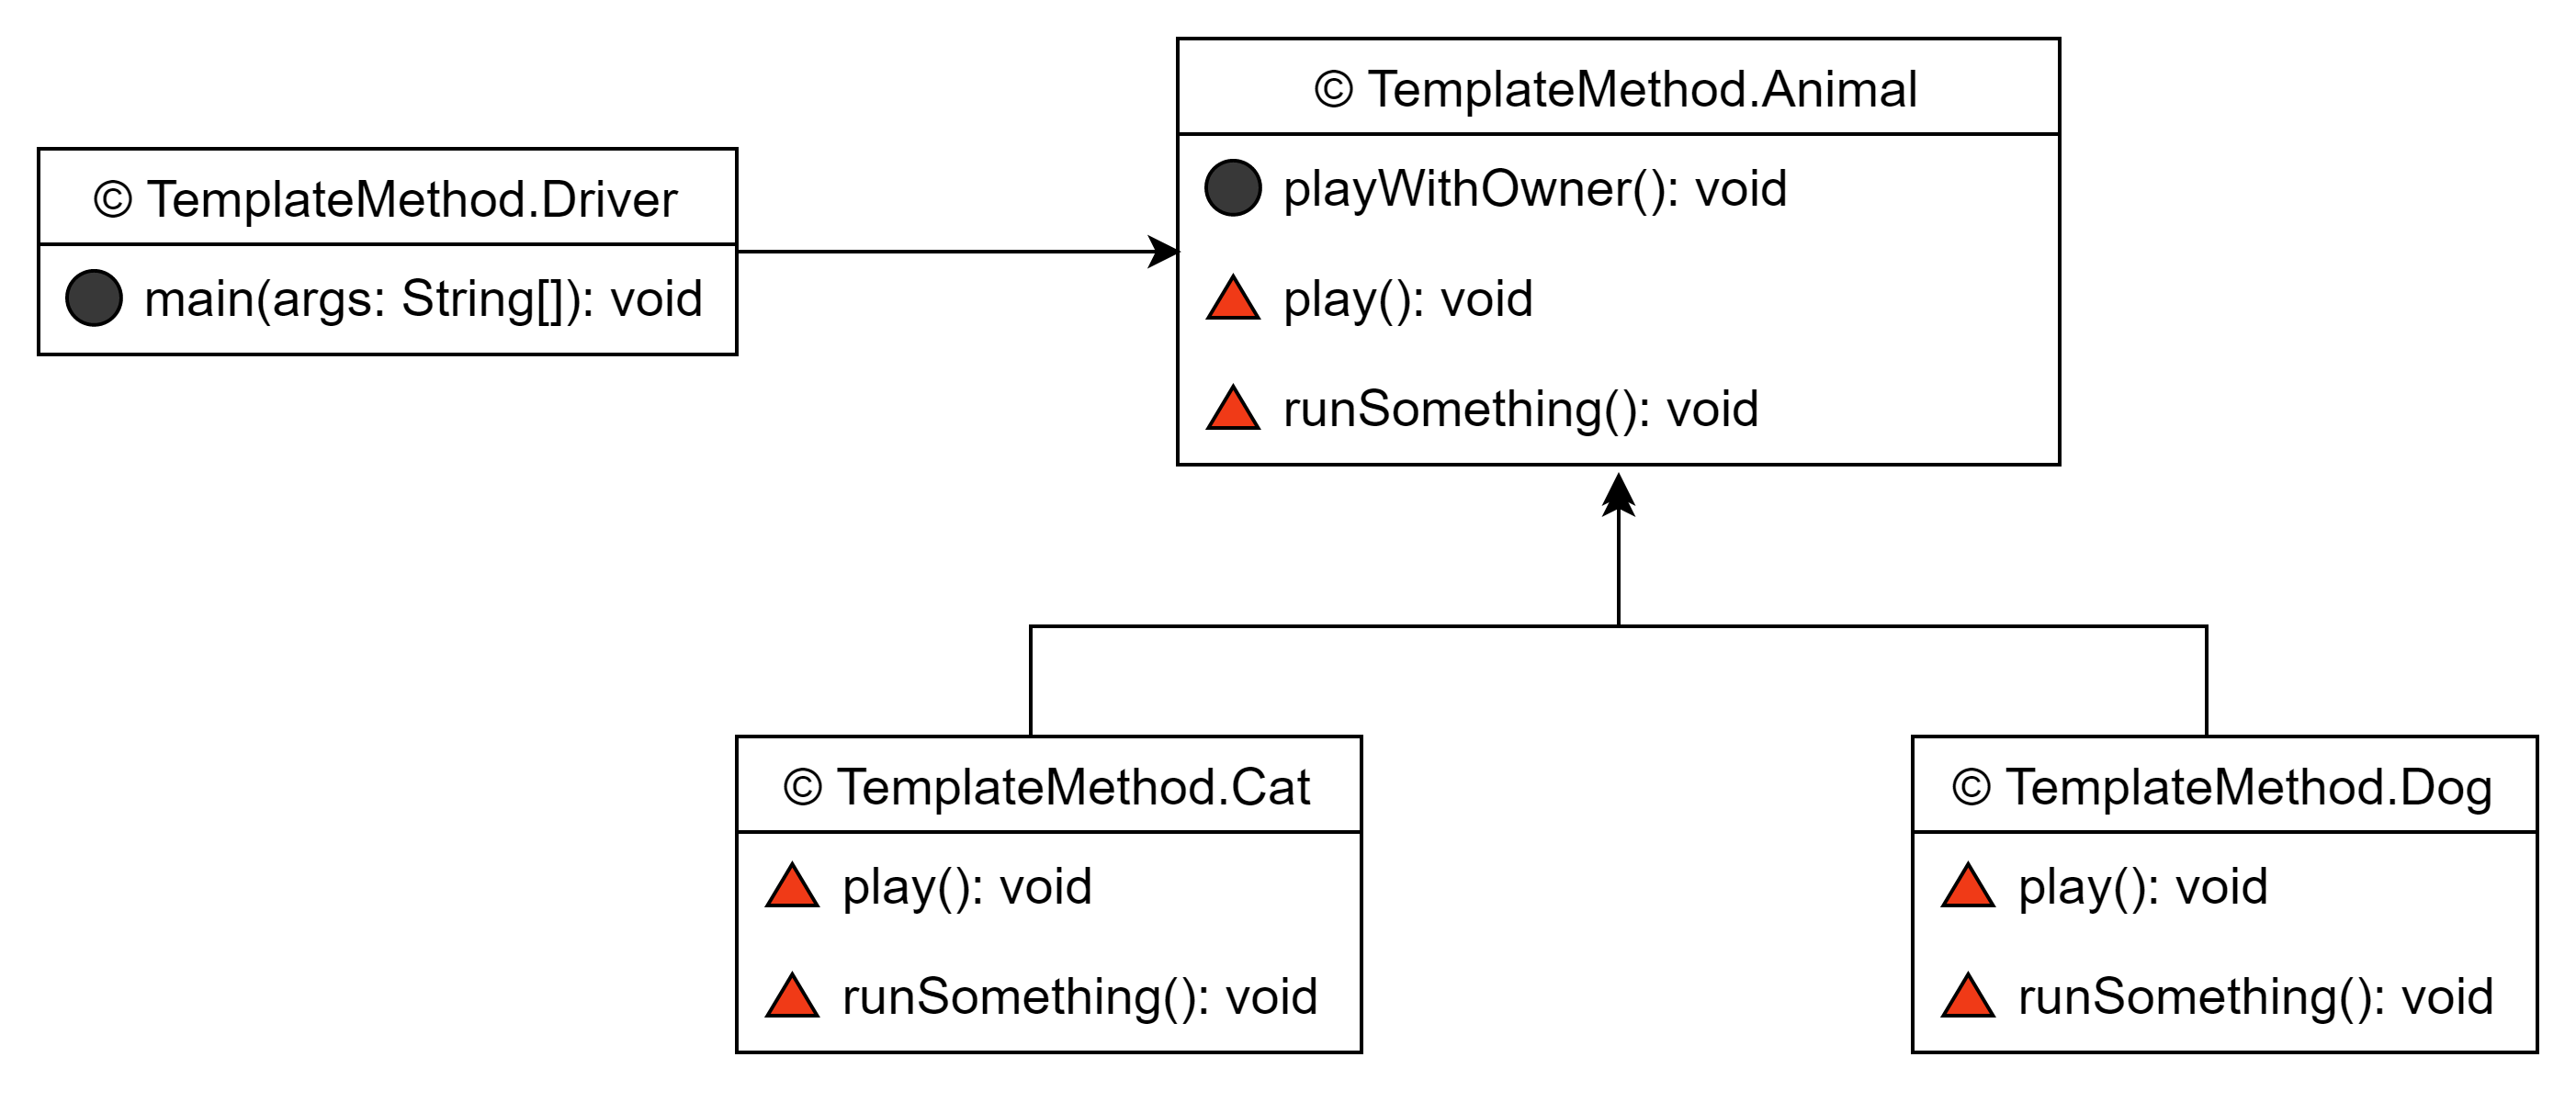 © TemplateMethod.Animal
playWithOwner(): void
play(): void
runSomething(): void
© TemplateMethod.Driver
main(args: String[]): void
© TemplateMethod.Cat
play(): void
runSomething(): void
© TemplateMethod.Dog
play(): void
runSomething(): void